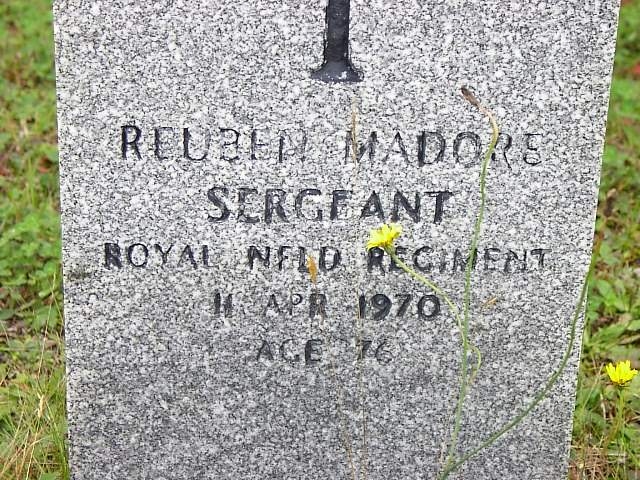 REUBEN MADORE
SERGEANT
ROYAL NFLD REGIMENT
11 APR 1970
AGE 76